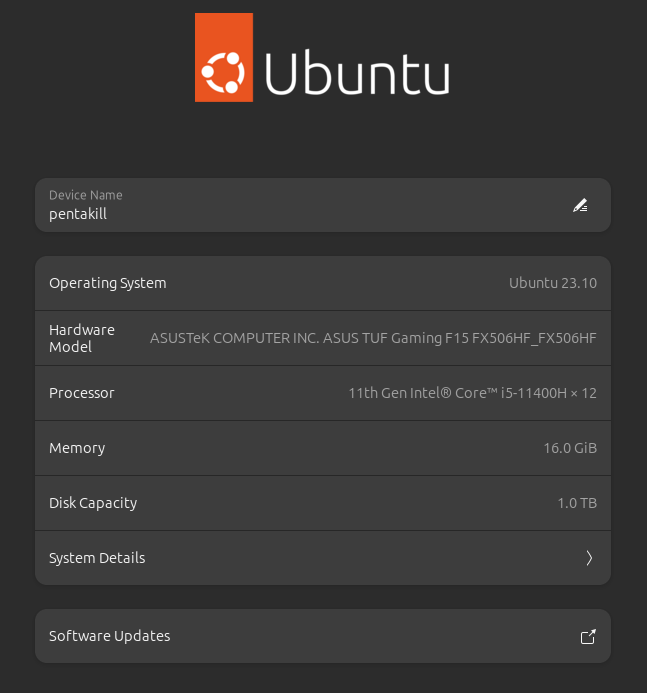 Ubuntu
Device Name
pentakill
Operating System Ubuntu 23.10
Hardware
Model ASUSTeK COMPUTER INC. ASUS TUF Gaming F15 FX506HF_FX506HF
Processor 11th Gen Intel® Core™ i5-11400H × 12
Memory 16.0 GiB
Disk Capacity 1.0 TB
System Details
Software Updates